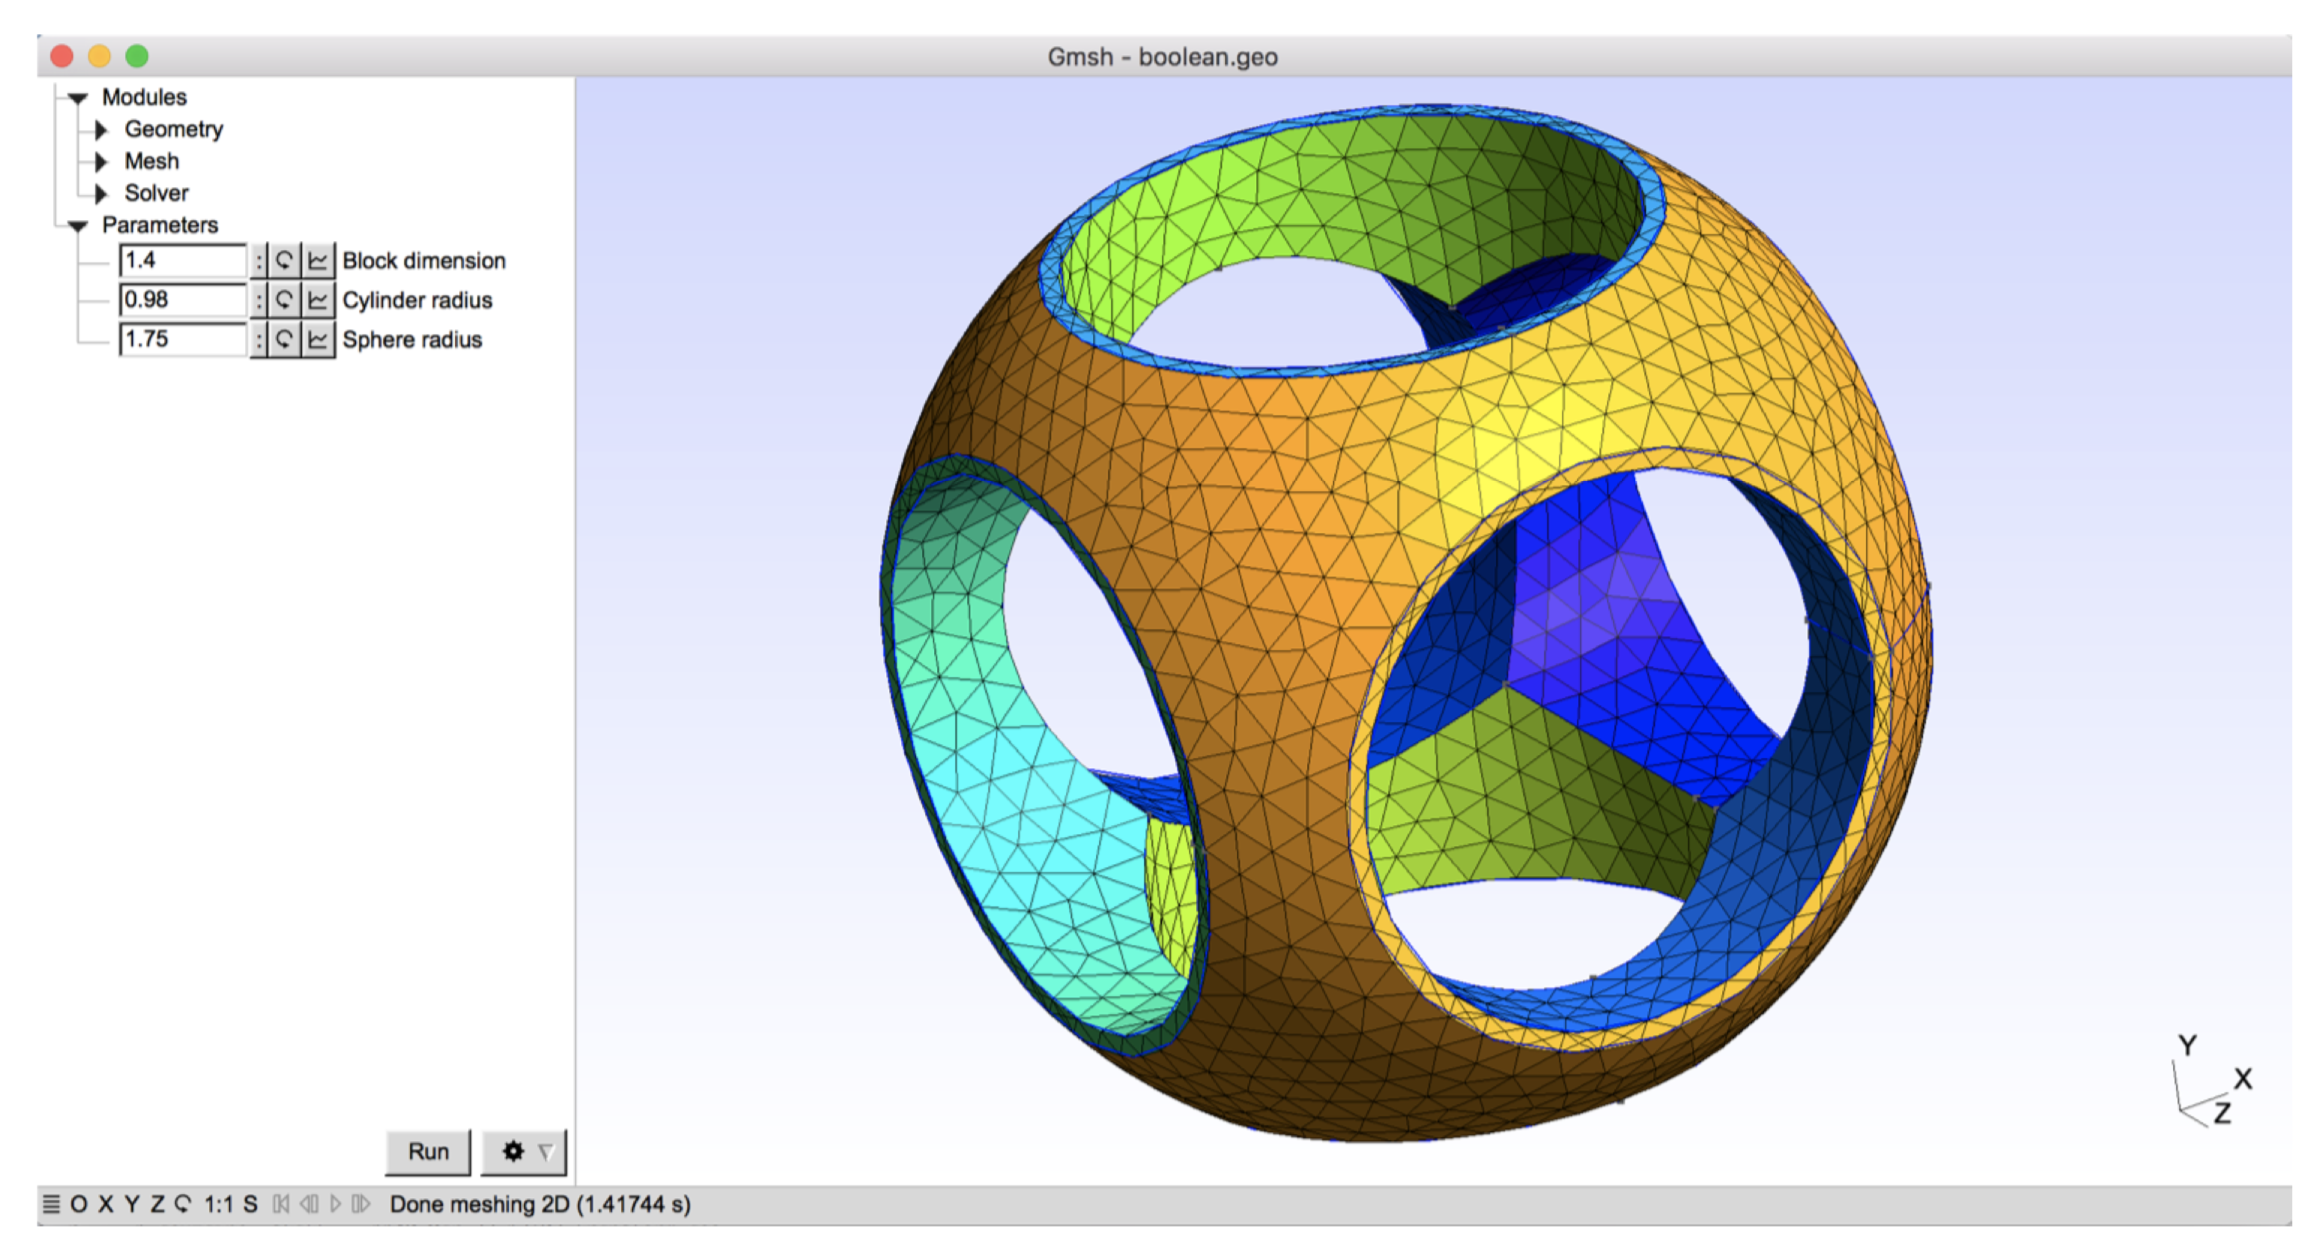 Gmsh - boolean.geo
Modules
Geometry
Mesh
Solver
Parameters
1.4 : Block dimension
0.98 : Cylinder radius
1.75 : Sphere radius
Y
X
Z
Run
O X Y Z 1:1 S Done meshing 2D (1.41744 s)